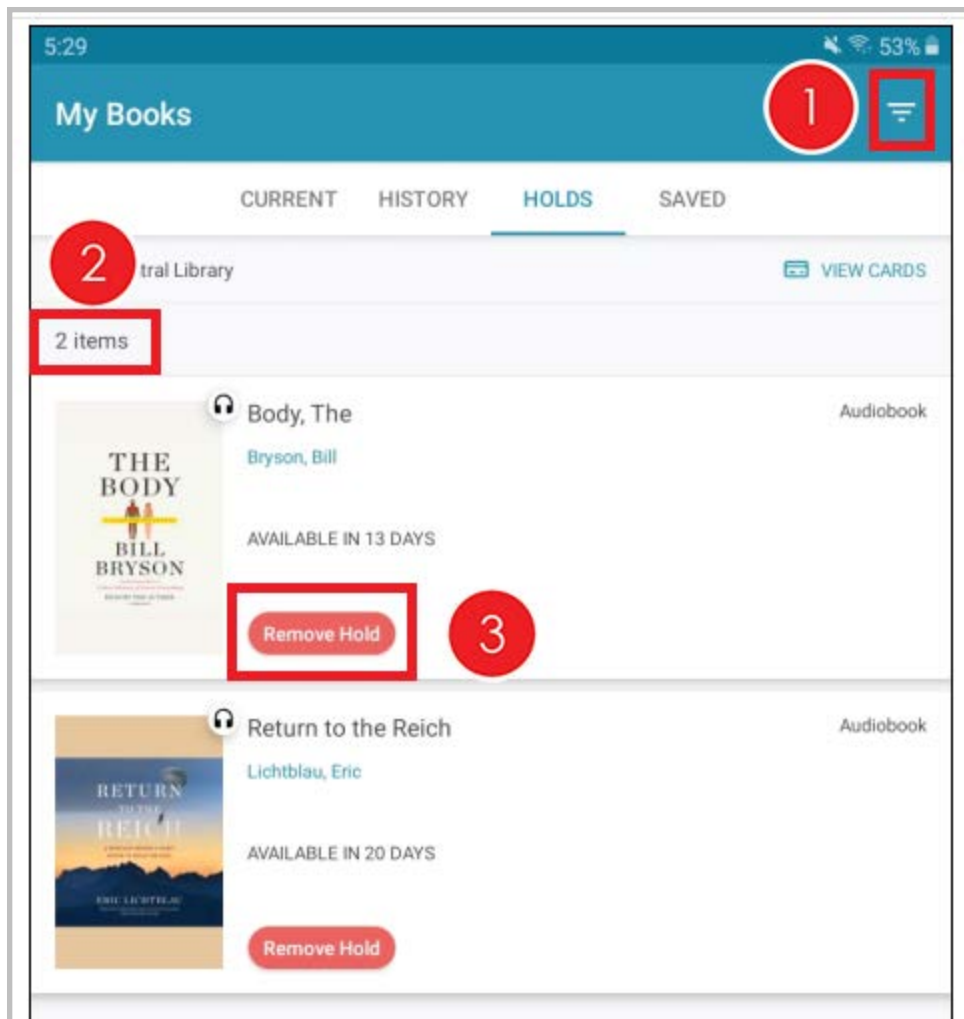 5:29 53%
My Books 1
CURRENT HISTORY HOLDS SAVED
2 tral Library VIEW CARDS
2 items
Body, The Audiobook
Bryson, Bill
THE
BODY
BILL
BRYSON
AVAILABLE IN 13 DAYS
Remove Hold 3
Return to the Reich Audiobook
Lichtblau, Eric
RETURN
TO THE
REICH
ERIC LICHTBLAU
AVAILABLE IN 20 DAYS
Remove Hold